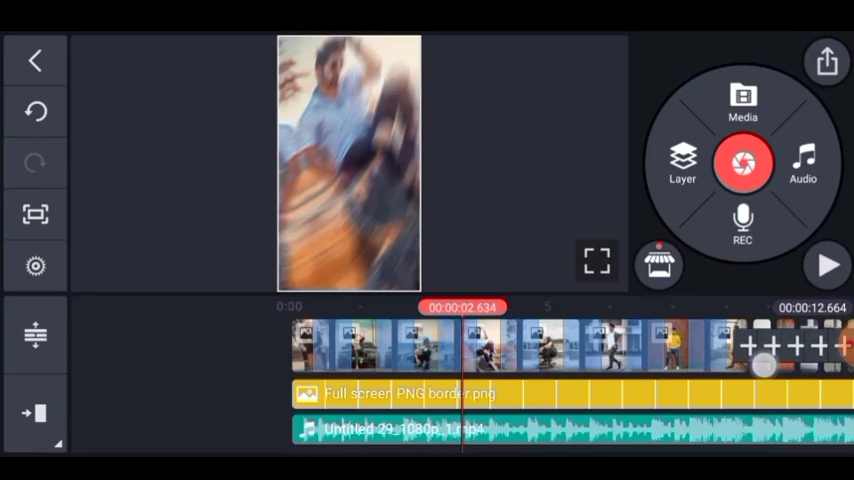 Media
Layer
Audio
REC
0:00
00:00:02.634
5
00:00:12.664
Full screen PNG border.png
Untitled 29_1080p_1.mp4